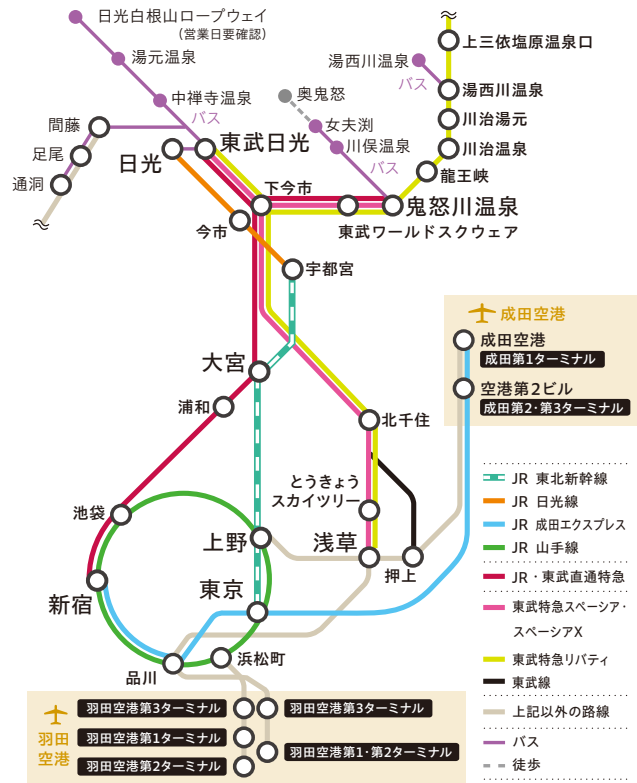 日光白根山ロープウェイ
(営業日要確認)
湯元温泉
中禅寺温泉
バス
間藤
足尾
通洞
日光
東武日光
上三依塩原温泉口
湯西川温泉
バス
湯西川温泉
川治湯元
川治温泉
龍王峡
奥鬼怒
女夫渕
川俣温泉
バス
鬼怒川温泉
下今市
東武ワールドスクウェア
今市
宇都宮
大宮
浦和
北千住
とうきょう
スカイツリー
池袋
上野
浅草
押上
新宿
東京
品川
浜松町
成田空港
成田空港
成田第1ターミナル
空港第2ビル
成田第2・第3ターミナル
JR 東北新幹線
JR 日光線
JR 成田エクスプレス
JR 山手線
JR・東武直通特急
東武特急スペーシア・
スペーシアX
東武特急リバティ
東武線
上記以外の路線
バス
徒歩
羽田
空港
羽田空港第3ターミナル
羽田空港第1ターミナル
羽田空港第2ターミナル
羽田空港第3ターミナル
羽田空港第1・第2ターミナル